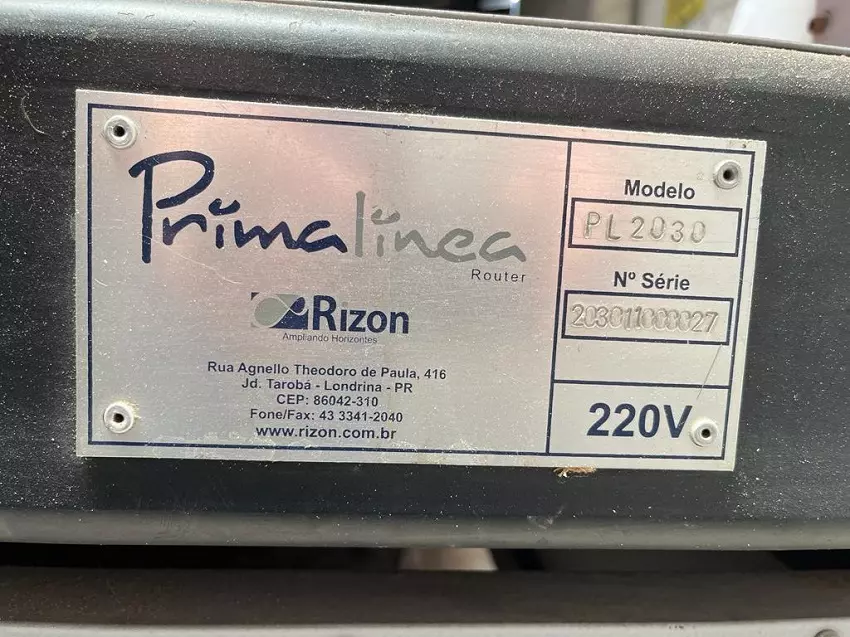 Primalinea
Router
Rizon
Ampliando Horizontes
Rua Agnello Theodoro de Paula, 416
Jd. Tarobá - Londrina - PR
CEP: 86042-310
Fone/Fax: 43 3341-2040
www.rizon.com.br
Modelo
PL2030
Nº Série
203011000027
220V